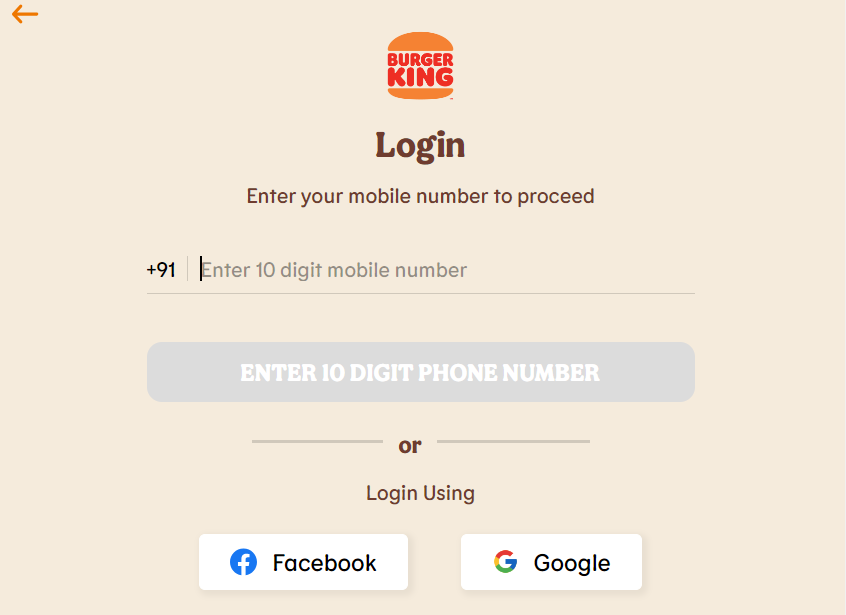 BURGER
KING
Login
Enter your mobile number to proceed
+91 Enter 10 digit mobile number
ENTER 10 DIGIT PHONE NUMBER
or
Login Using
Facebook Google